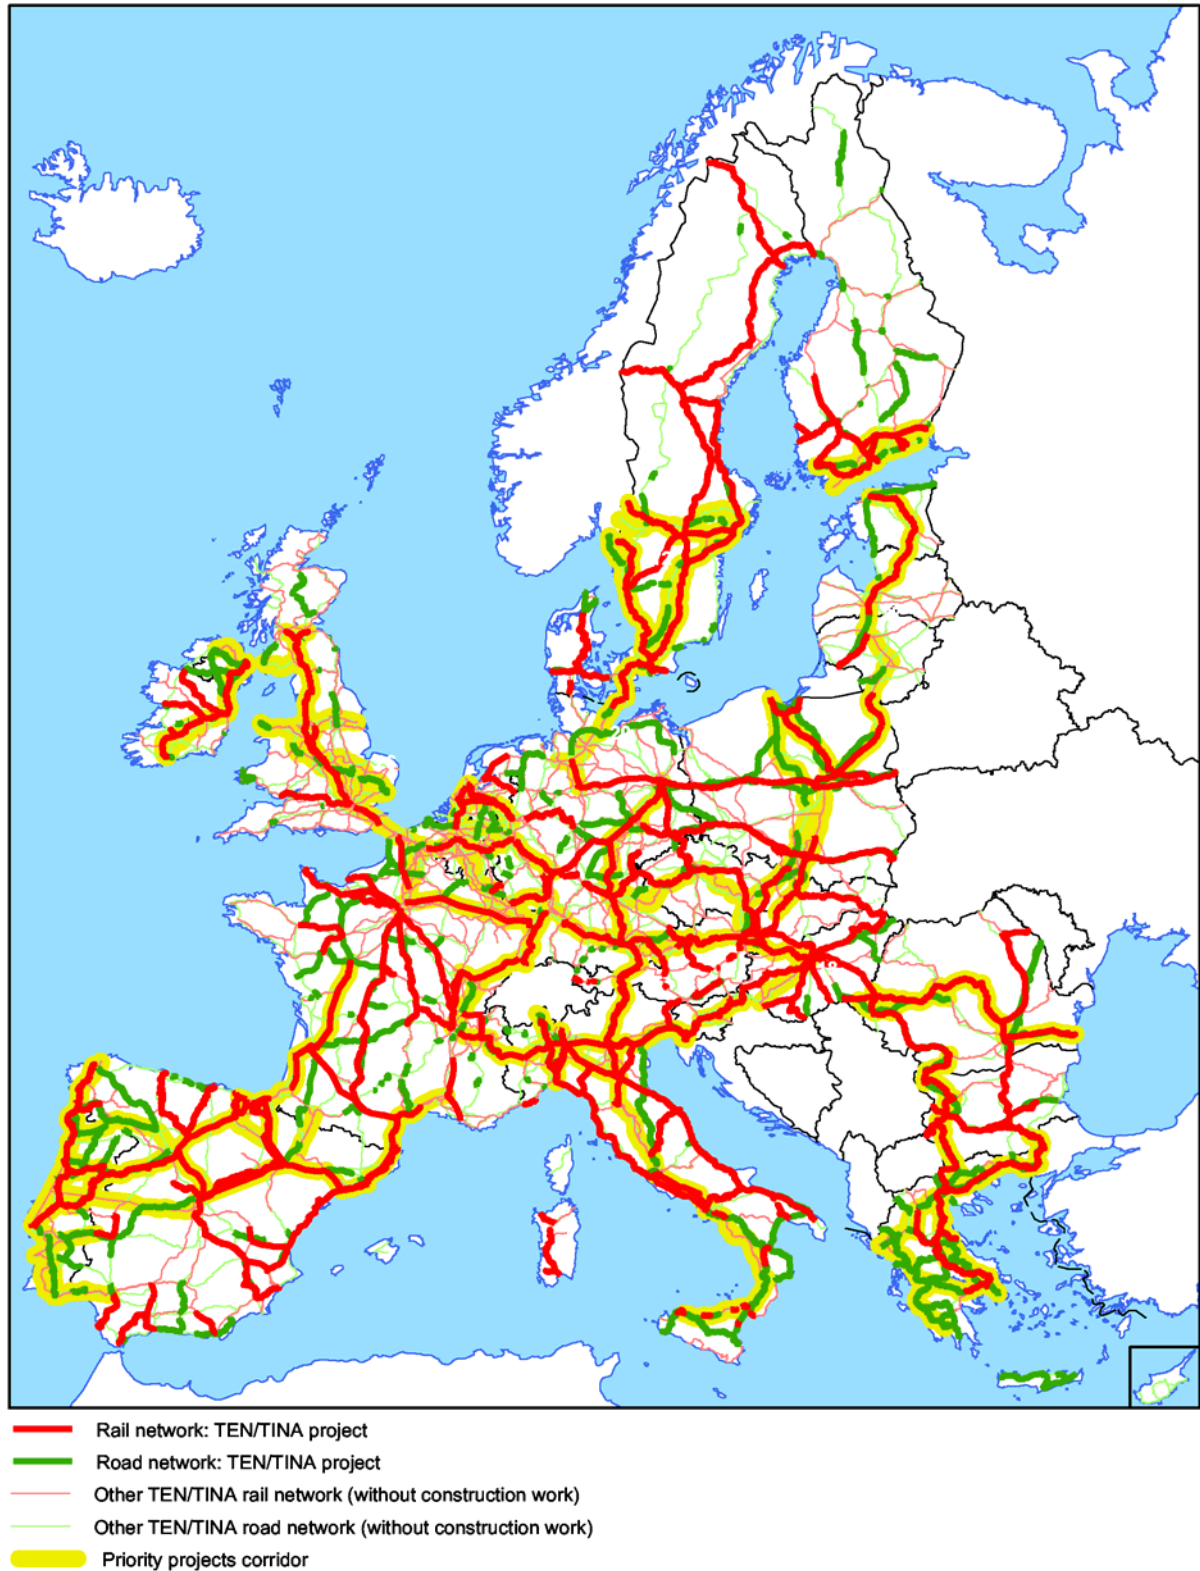 20
Rail network: TEN/TINA project
Road network: TEN/TINA project
Other TEN/TINA rail network (without construction work)
Other TEN/TINA road network (without construction work)
Priority projects corridor